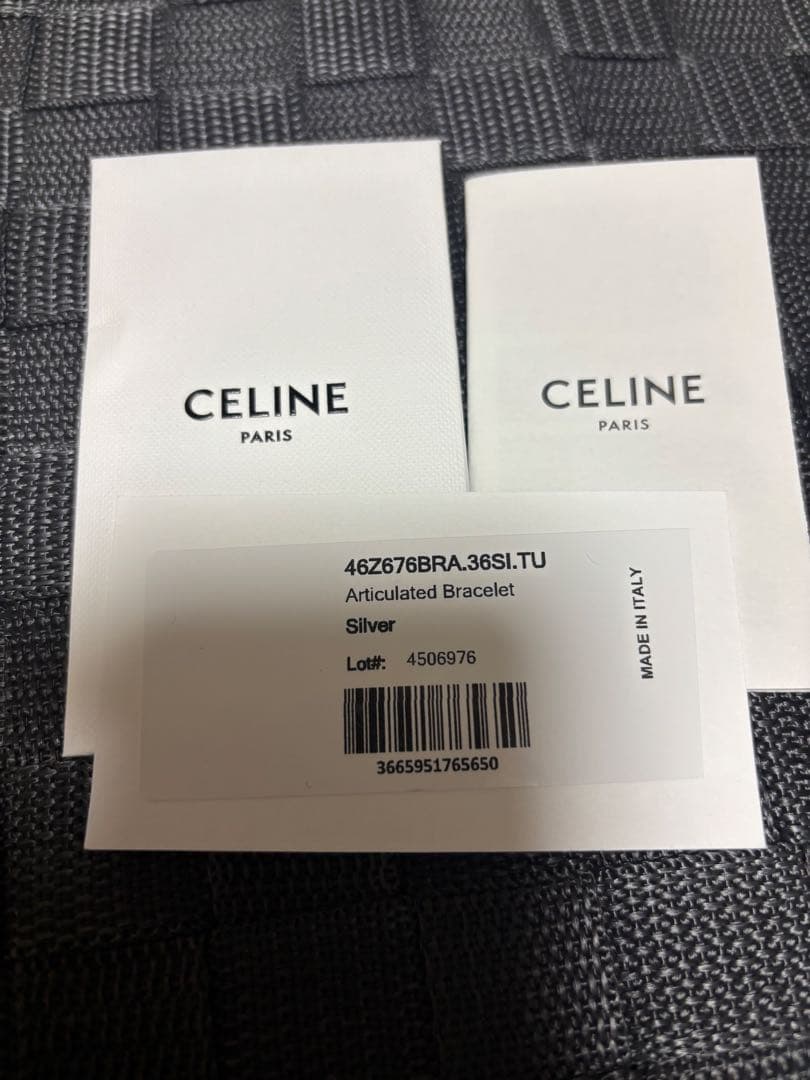 CELINE
PARIS
CELINE
PARIS
46Z676BRA.36SI.TU
Articulated Bracelet
Silver
Lot#: 4506976
3665951765650
MADE IN ITALY